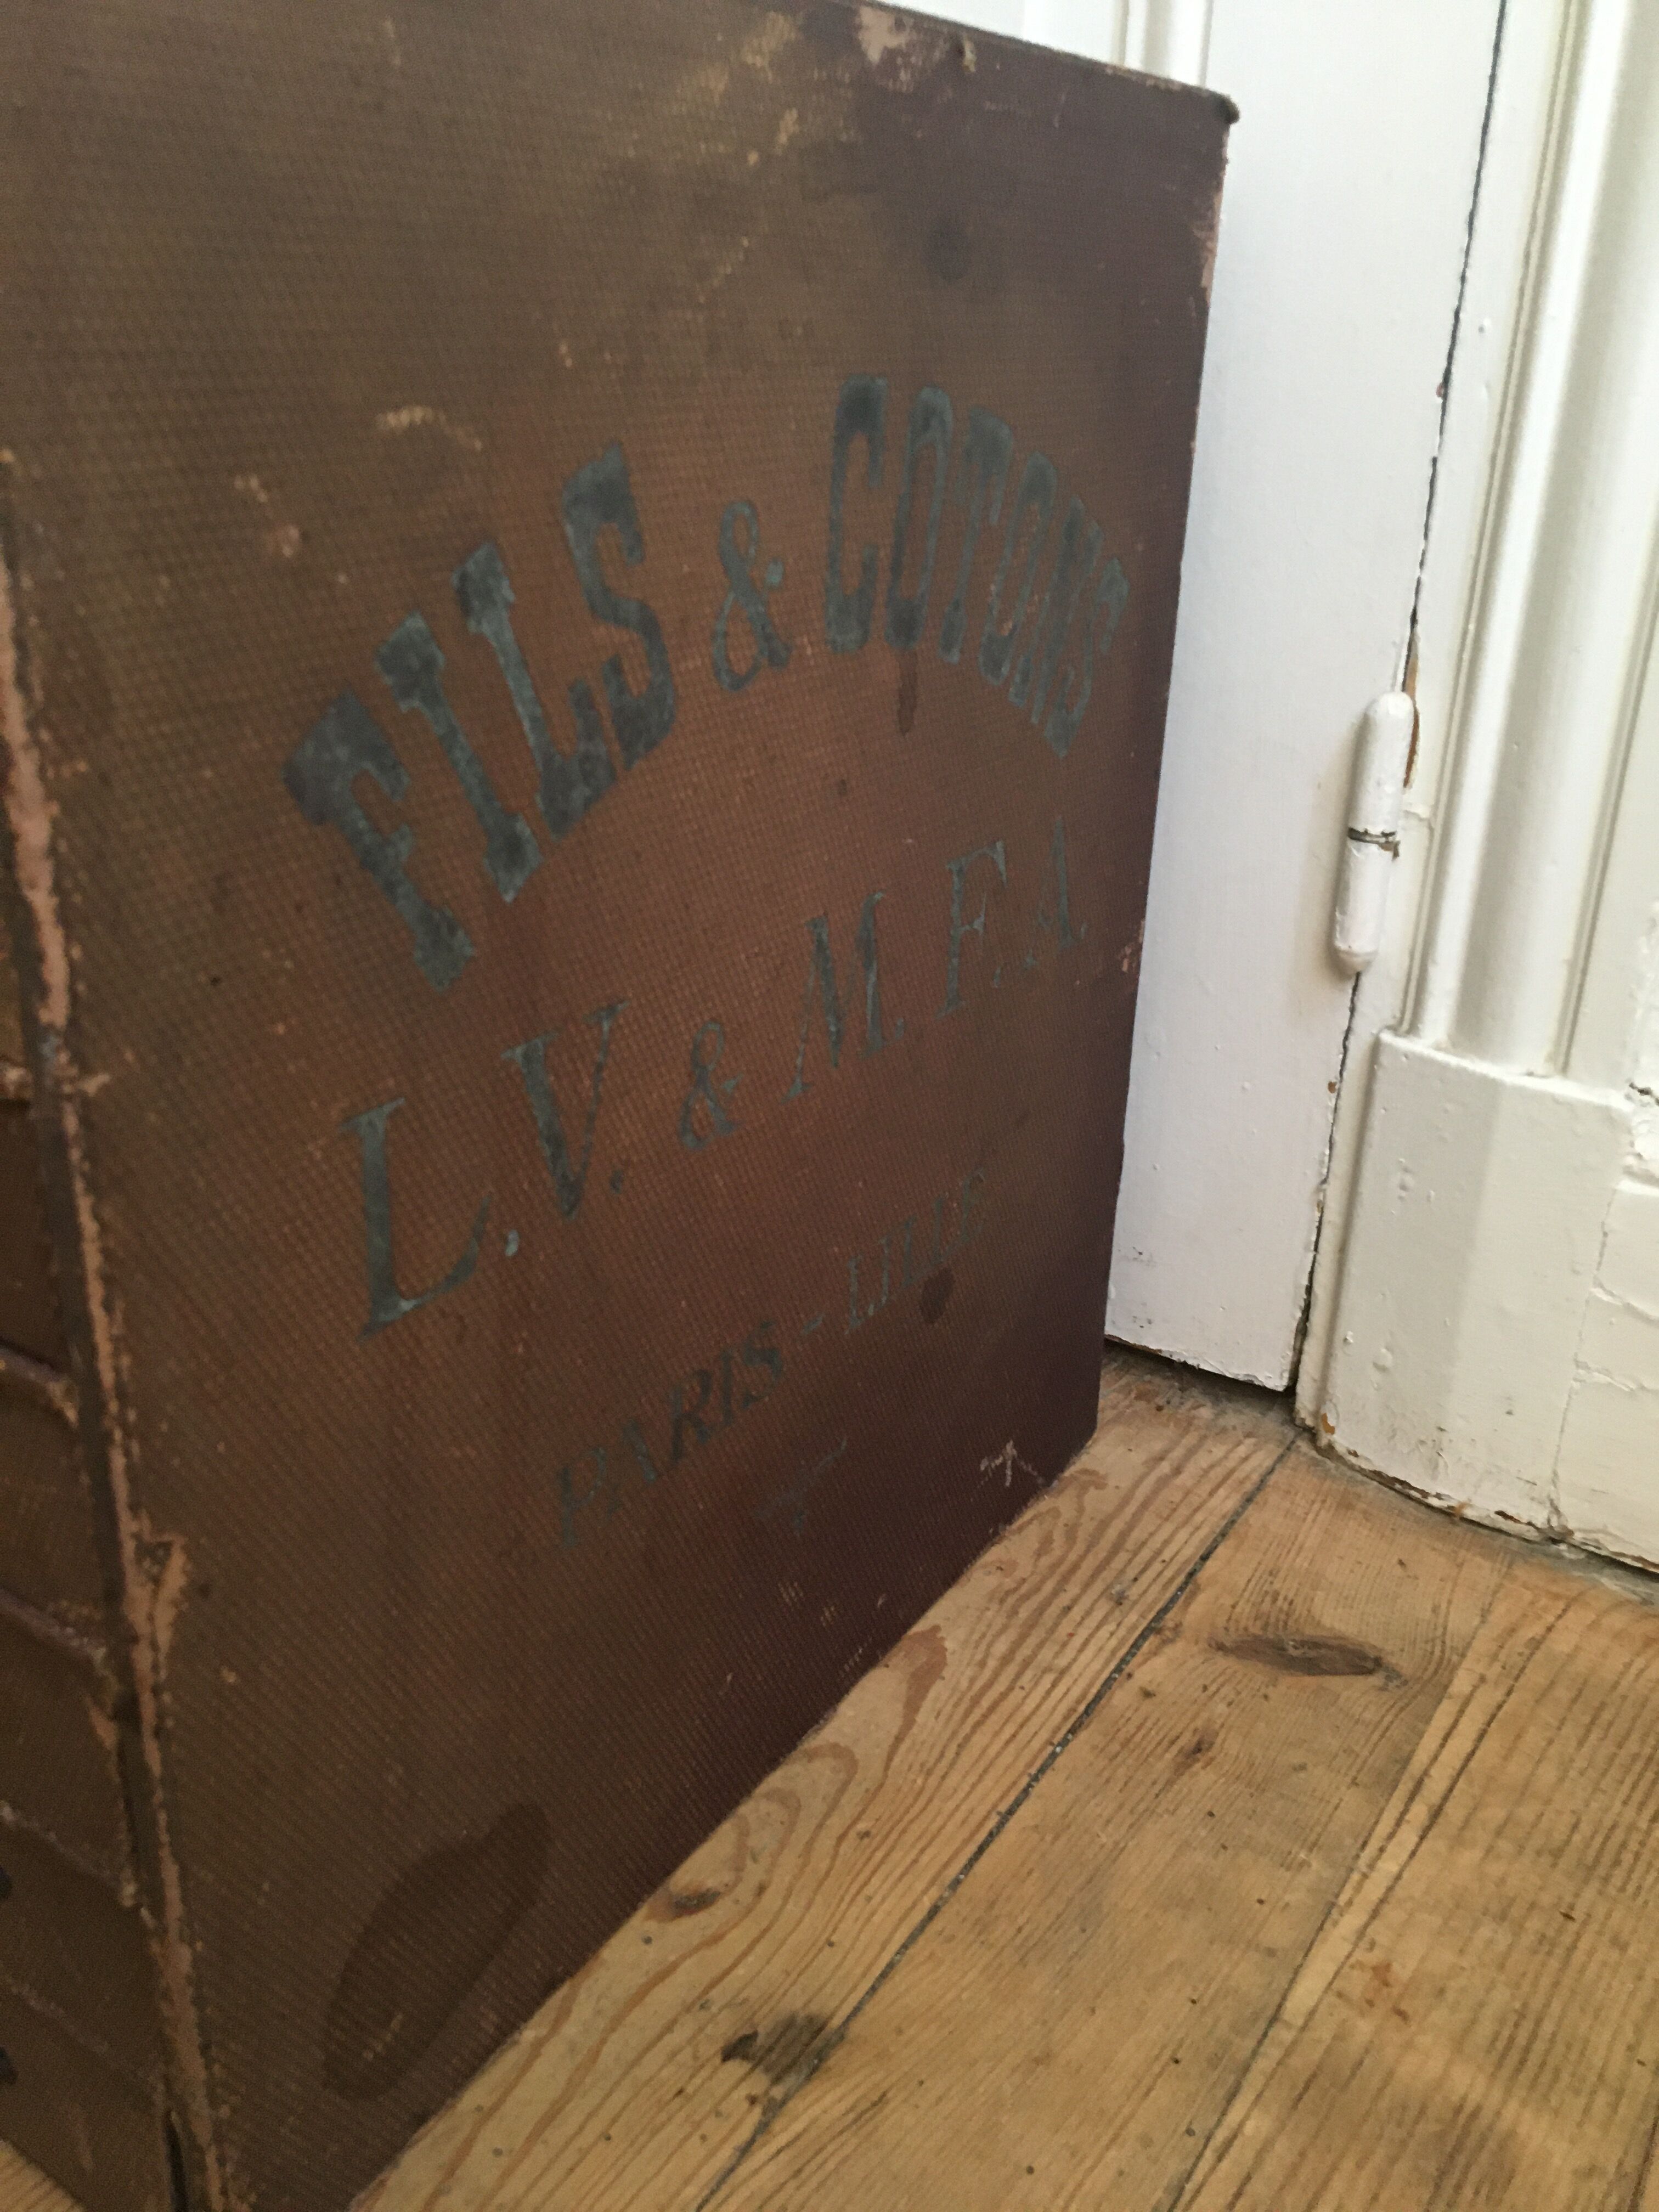 FILS & COTONS
L.V. & M.F.A.
PARIS - LILLE